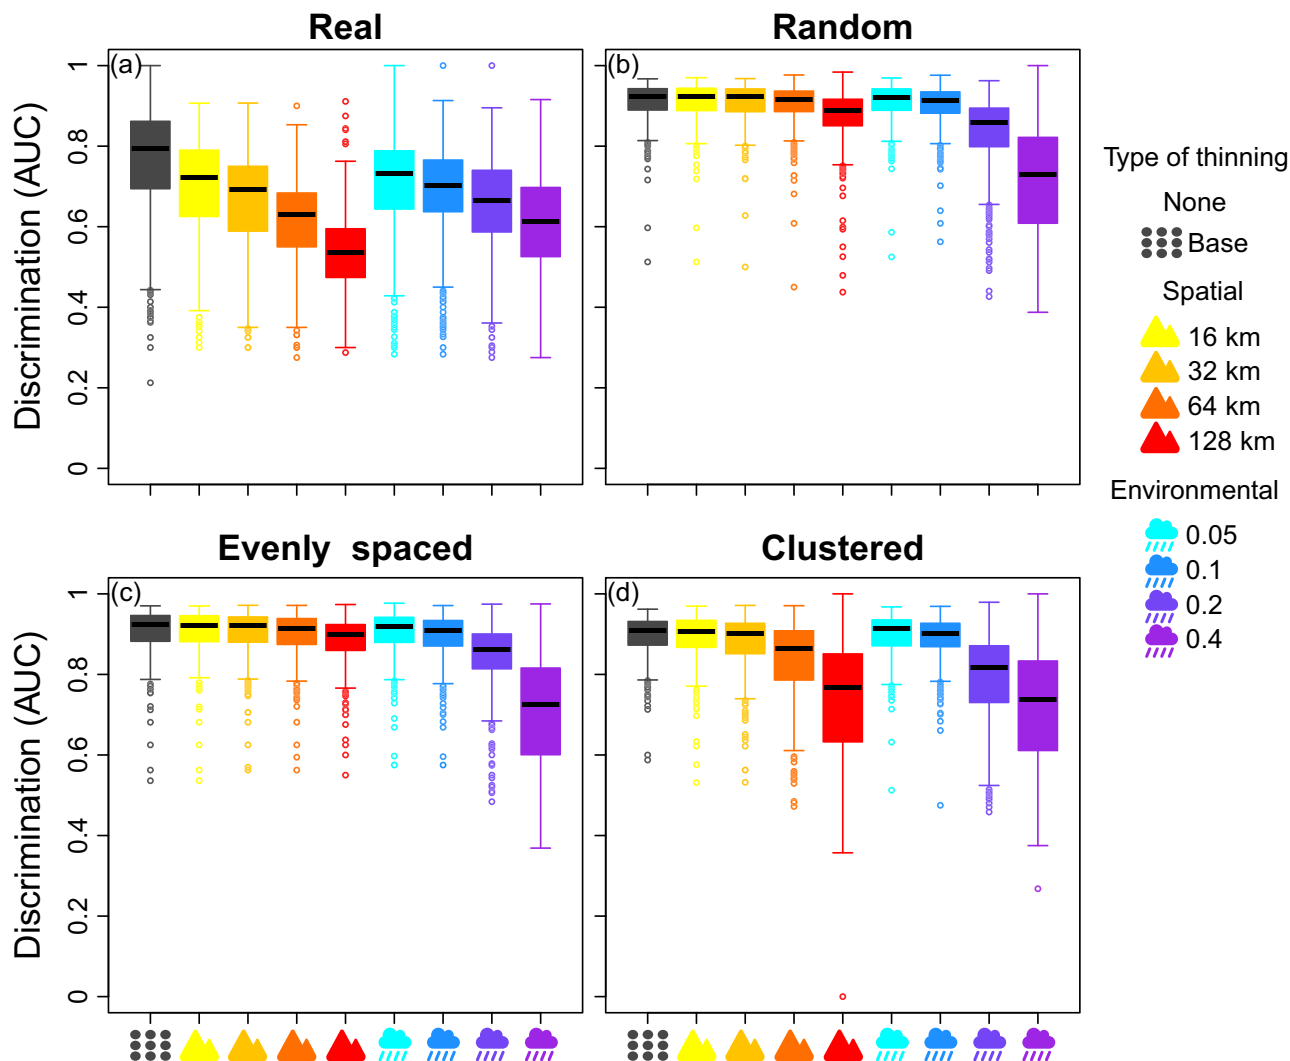 Real
Random
(a)
(b)
Discrimination (AUC)
1
0.8
0.6
0.4
0.2
0
Type of thinning
None
Base
Spatial
16 km
32 km
64 km
128 km
Environmental
0.05
0.1
0.2
0.4
Evenly spaced
Clustered
(c)
(d)
Discrimination (AUC)
1
0.8
0.6
0.4
0.2
0